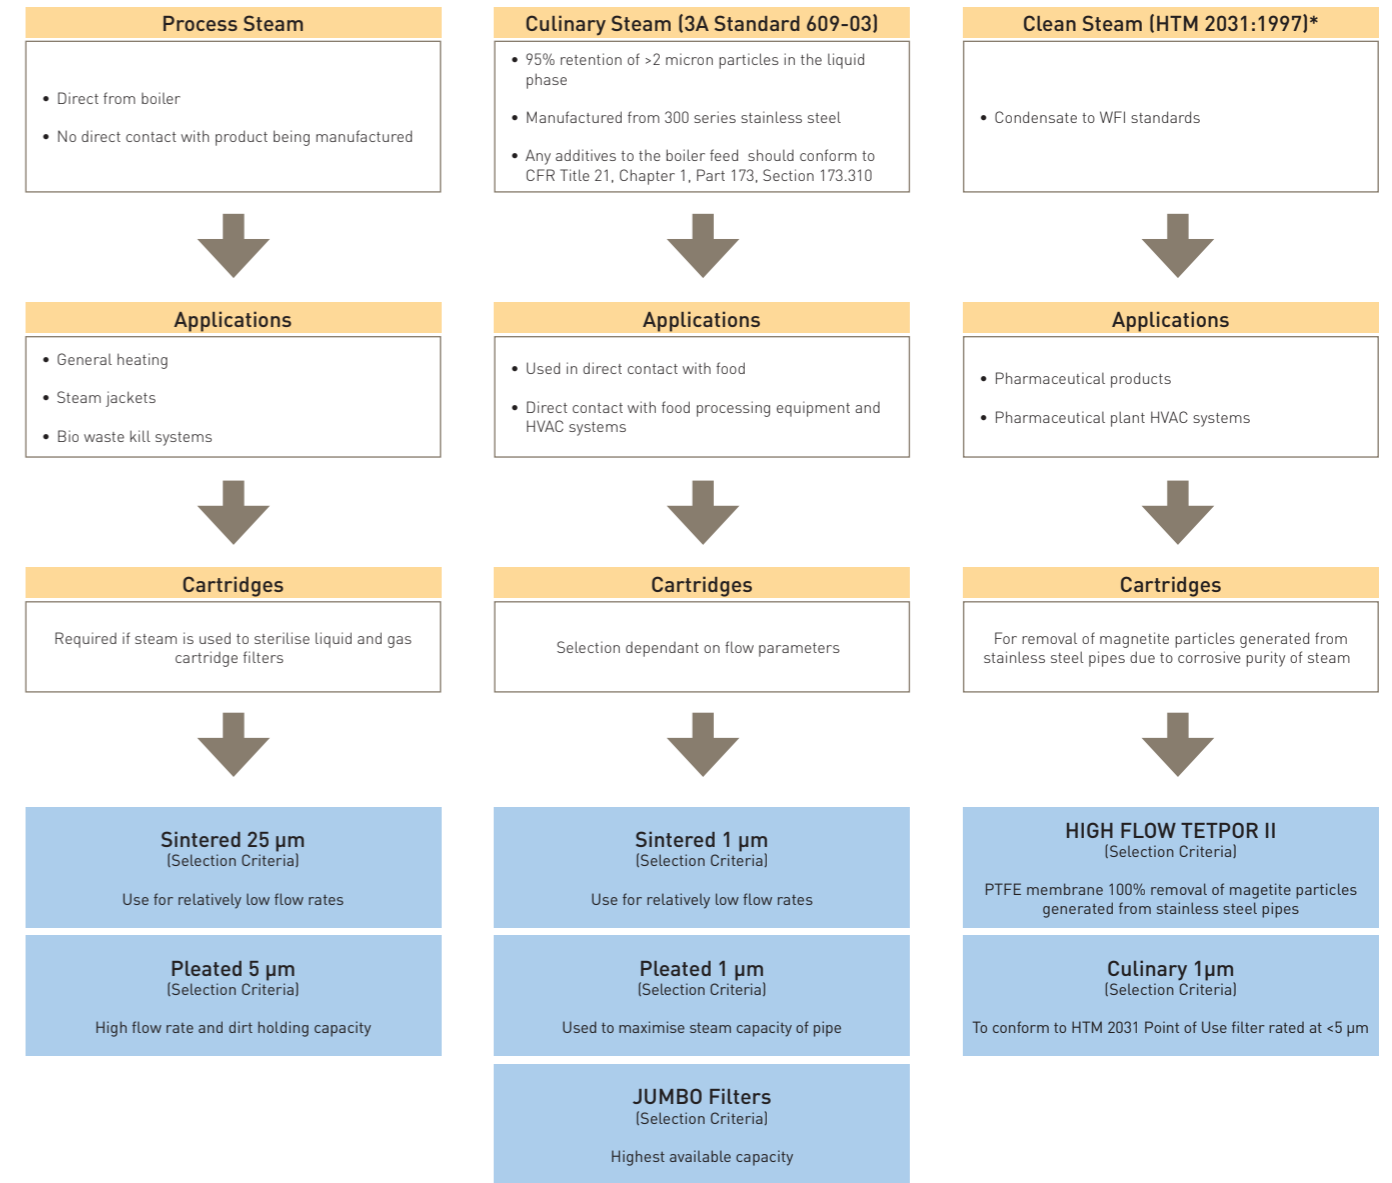 Process Steam
• Direct from boiler
• No direct contact with product being manufactured
Applications
• General heating
• Steam jackets
• Bio waste kill systems
Cartridges
Required if steam is used to sterilise liquid and gas
cartridge filters
Sintered 25 µm
(Selection Criteria)
Use for relatively low flow rates
Pleated 5 µm
(Selection Criteria)
High flow rate and dirt holding capacity
Culinary Steam (3A Standard 609-03)
• 95% retention of >2 micron particles in the liquid
phase
• Manufactured from 300 series stainless steel
• Any additives to the boiler feed should conform to
CFR Title 21, Chapter 1, Part 173, Section 173.310
Applications
• Used in direct contact with food
• Direct contact with food processing equipment and
HVAC systems
Cartridges
Selection dependant on flow parameters
Sintered 1 µm
(Selection Criteria)
Use for relatively low flow rates
Pleated 1 µm
(Selection Criteria)
Used to maximise steam capacity of pipe
JUMBO Filters
(Selection Criteria)
Highest available capacity
Clean Steam (HTM 2031:1997)*
• Condensate to WFI standards
Applications
• Pharmaceutical products
• Pharmaceutical plant HVAC systems
Cartridges
For removal of magnetite particles generated from
stainless steel pipes due to corrosive purity of steam
HIGH FLOW TETPOR II
(Selection Criteria)
PTFE membrane 100% removal of magetite particles
generated from stainless steel pipes
Culinary 1µm
(Selection Criteria)
To conform to HTM 2031 Point of Use filter rated at <5 µm